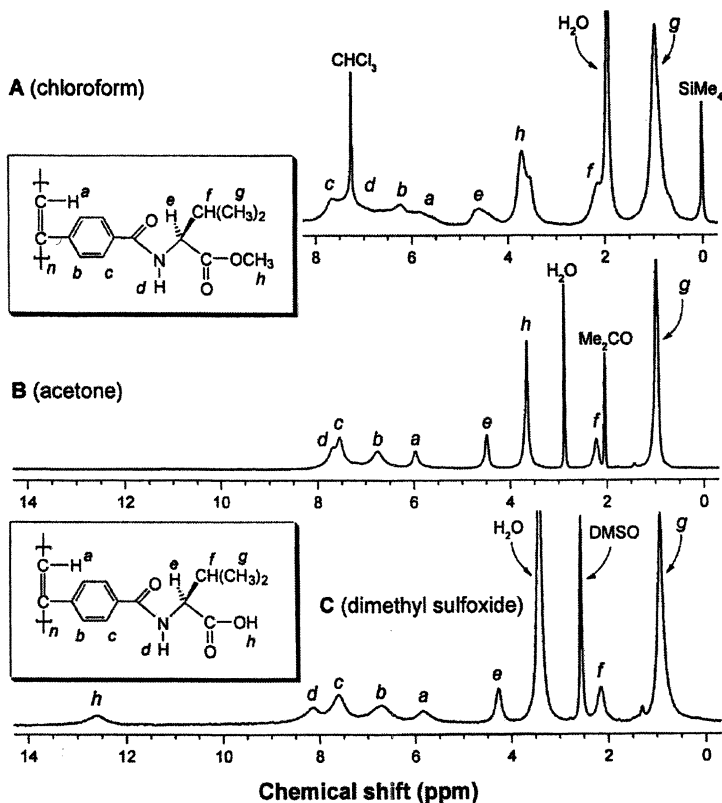 A (chloroform)
CHCl3
H2O
g
SiMe4
c
d
b
a
e
h
f
8 6 4 2 0
H a
n
b c
O
N
H
d
e
H
f g
CH(CH3)2
C–OCH3
O h
B (acetone)
d c
b
a
e
h
H2O
f
Me2CO
g
14 12 10 8 6 4 2 0
H a
n
b c
O
N
d H
e
H
f g
CH(CH3)2
C–OH
O h
C (dimethyl sulfoxide)
h
d
c
b
a
e
H2O
DMSO
f
g
14 12 10 8 6 4 2 0
Chemical shift (ppm)